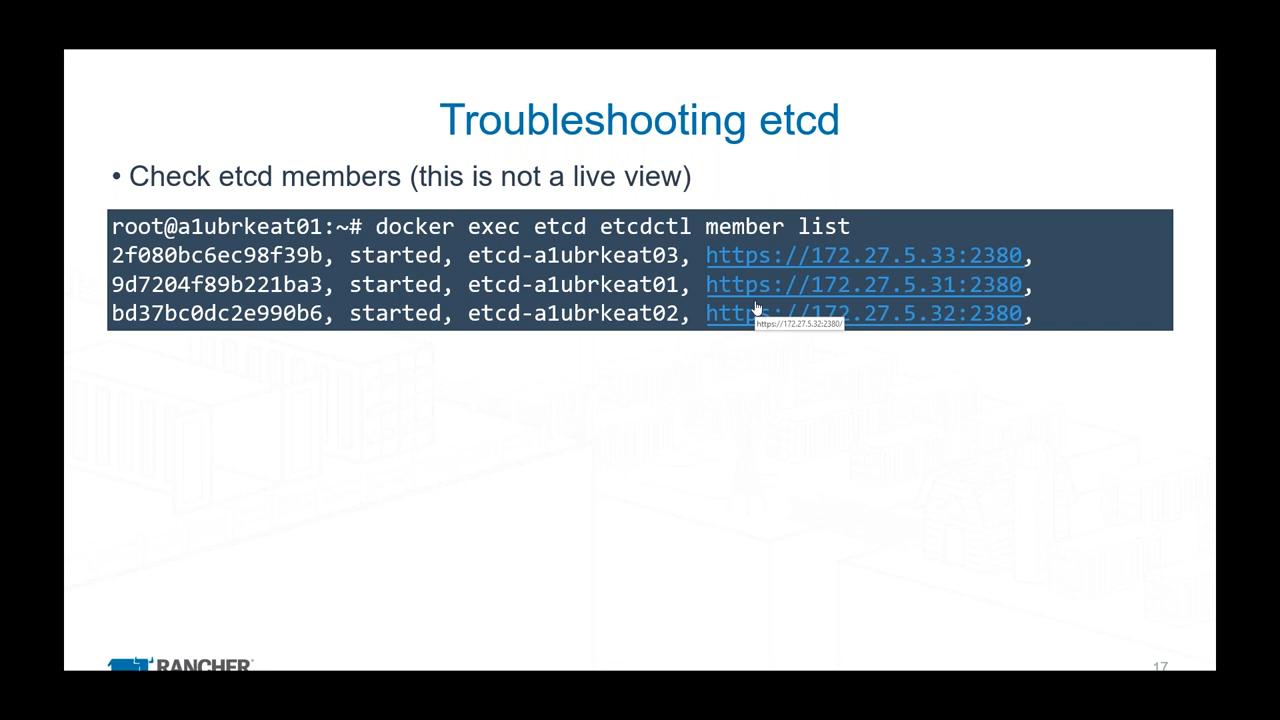 Troubleshooting etcd
• Check etcd members (this is not a live view)
root@a1ubrkeat01:~# docker exec etcd etcdctl member list
2f080bc6ec98f39b, started, etcd-a1ubrkeat03, https://172.27.5.33:2380,
9d7204f89b221ba3, started, etcd-a1ubrkeat01, https://172.27.5.31:2380,
bd37bc0dc2e990b6, started, etcd-a1ubrkeat02, https://172.27.5.32:2380,
https://172.27.5.32:2380/
RANCHER
17